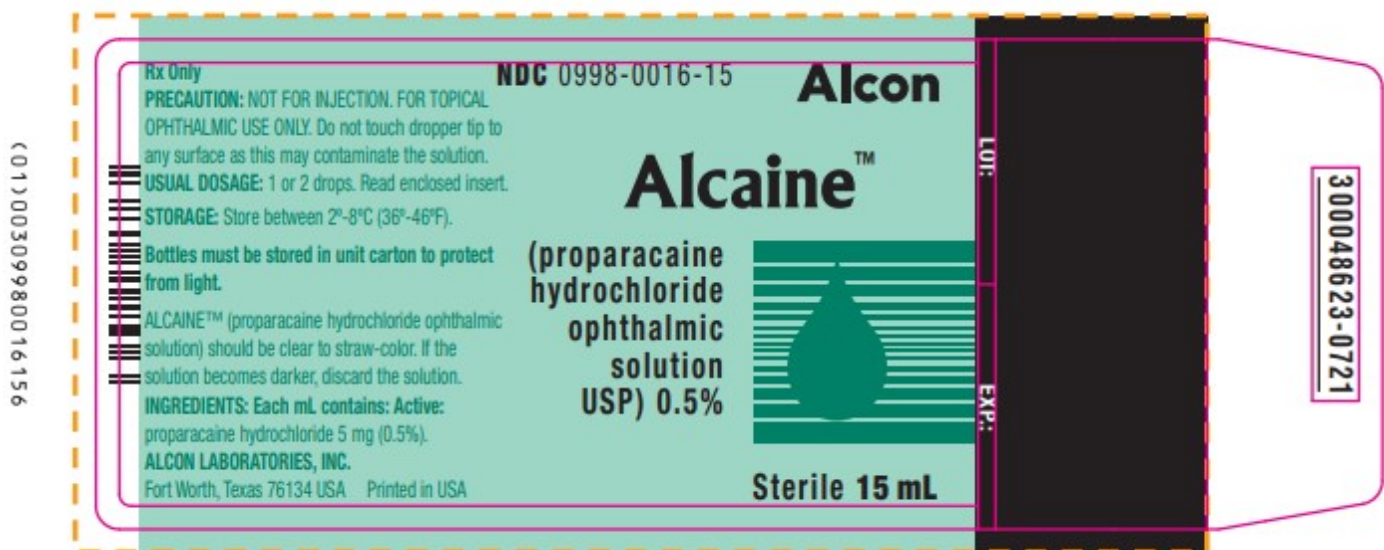 (01)00309980016156
Rx Only
PRECAUTION: NOT FOR INJECTION. FOR TOPICAL
OPHTHALMIC USE ONLY. Do not touch dropper tip to
any surface as this may contaminate the solution.
USUAL DOSAGE: 1 or 2 drops. Read enclosed insert.
STORAGE: Store between 2º-8ºC (36º-46ºF).
Bottles must be stored in unit carton to protect
from light.
ALCAINE™ (proparacaine hydrochloride ophthalmic
solution) should be clear to straw-color. If the
solution becomes darker, discard the solution.
INGREDIENTS: Each mL contains: Active:
proparacaine hydrochloride 5 mg (0.5%).
ALCON LABORATORIES, INC.
Fort Worth, Texas 76134 USA Printed in USA
NDC 0998-0016-15
Alcon
Alcaine™
(proparacaine
hydrochloride
ophthalmic
solution
USP) 0.5%
Sterile 15 mL
LOT:
EXP.:
300048623-0721